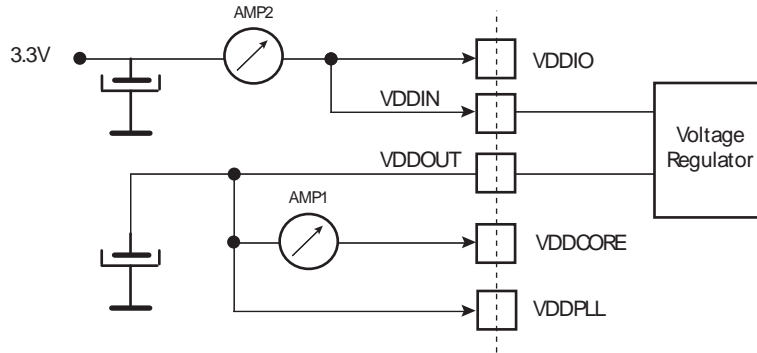 AMP2
3.3V
VDDIO
VDDIN
Voltage
Regulator
VDDOUT
AMP1
VDDCORE
VDDPLL